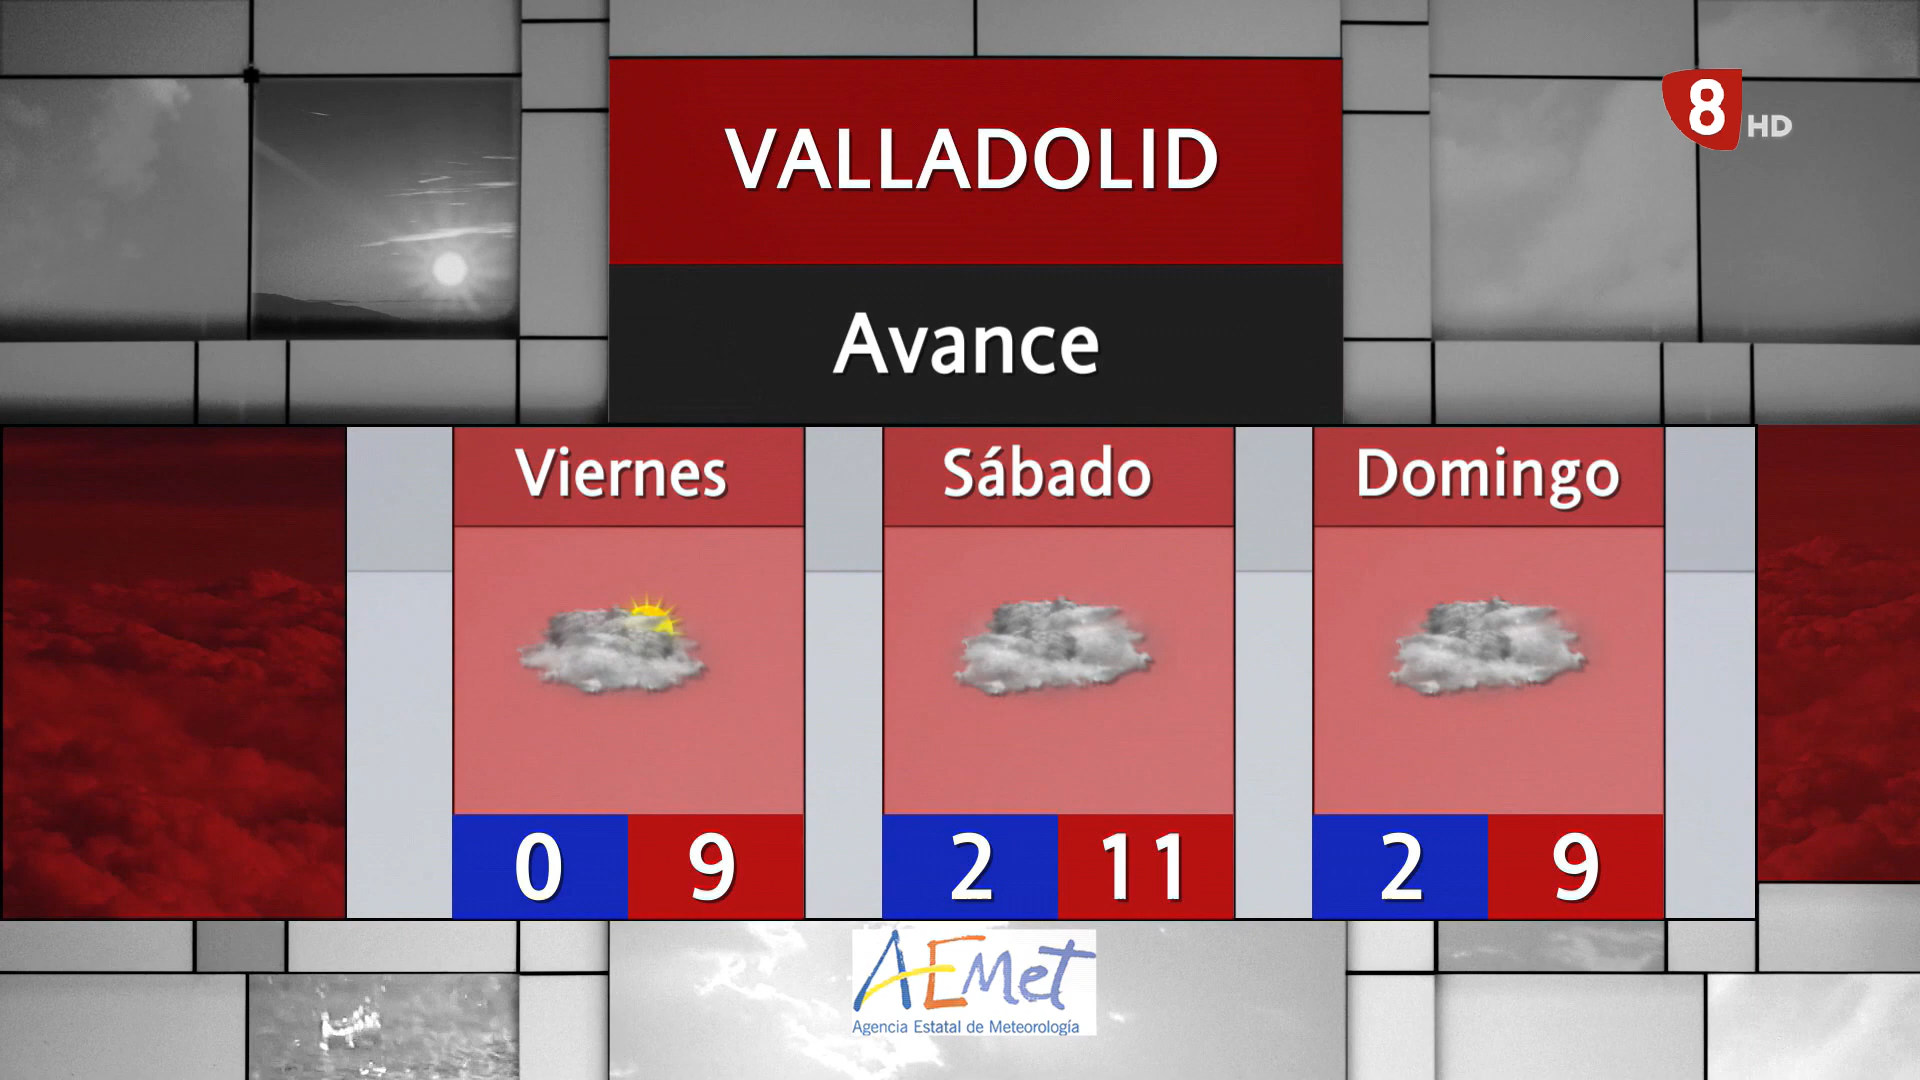 VALLADOLID
8 HD
Avance
Viernes
Sábado
Domingo
0 9
2 11
2 9
AEMet
Agencia Estatal de Meteorología